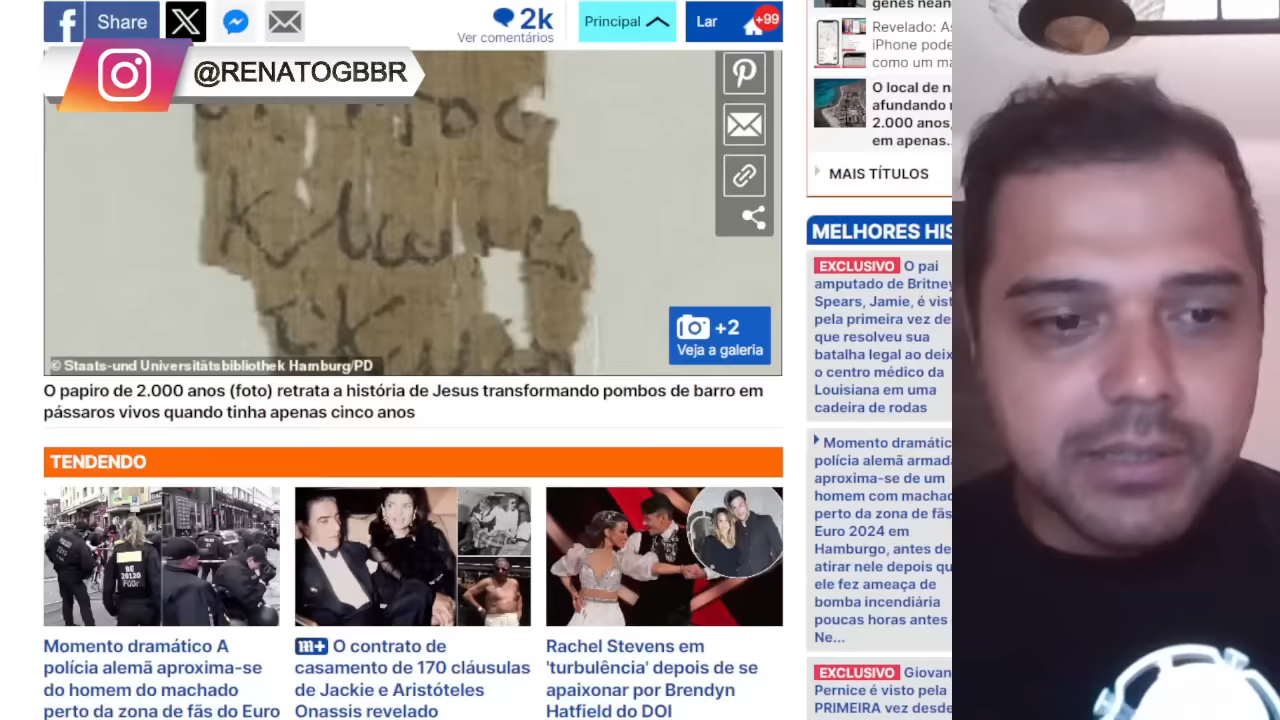 Share
2k
Ver comentários
Principal
Lar
+99
@RENATOGBBR
+2
Veja a galeria
© Staats-und Universitätsbibliothek Hamburg/PD
O papiro de 2.000 anos (foto) retrata a história de Jesus transformando pombos de barro em
pássaros vivos quando tinha apenas cinco anos
TENDENDO
Momento dramático A
polícia alemã aproxima-se
do homem do machado
perto da zona de fãs do Euro
m+ O contrato de
casamento de 170 cláusulas
de Jackie e Aristóteles
Onassis revelado
Rachel Stevens em
'turbulência' depois de se
apaixonar por Brendyn
Hatfield do DOI
genes nean
Revelado: As
iPhone pode
como um ma
O local de na
afundando
2.000 anos,
em apenas...
MAIS TÍTULOS
MELHORES HIS
EXCLUSIVO O pai
amputado de Britney
Spears, Jamie, é vist
pela primeira vez de
que resolveu sua
batalha legal ao deix
o centro médico da
Louisiana em uma
cadeira de rodas
Momento dramátic
polícia alemã armad
aproxima-se de um
homem com machad
perto da zona de fãs
Euro 2024 em
Hamburgo, antes de
atirar nele depois qu
ele fez ameaça de
bomba incendiária
poucas horas antes
Ne...
EXCLUSIVO Giovan
Pernice é visto pela
PRIMEIRA vez desde